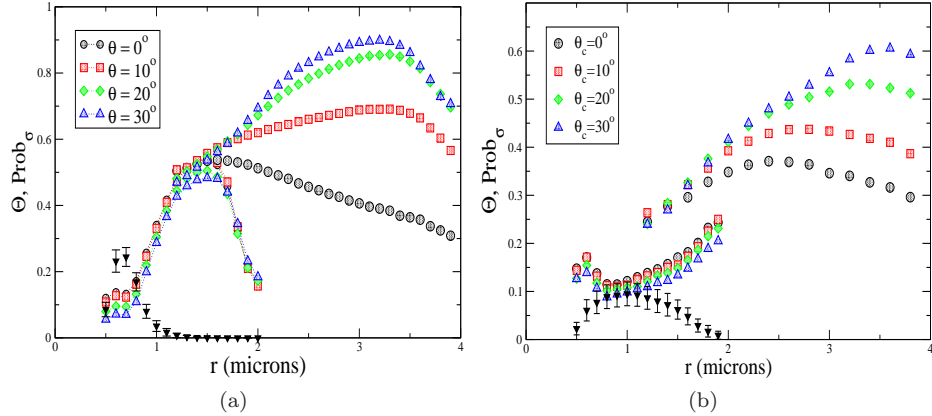 Θ, Prob_σ
1
0.8
0.6
0.4
0.2
0
0
1
2
3
4
θ = 0°
θ = 10°
θ = 20°
θ = 30°
r (microns)
(a)
Θ, Prob_σ
0.6
0.5
0.4
0.3
0.2
0.1
0
0
1
2
3
4
θ_c=0°
θ_c=10°
θ_c=20°
θ_c=30°
r (microns)
(b)